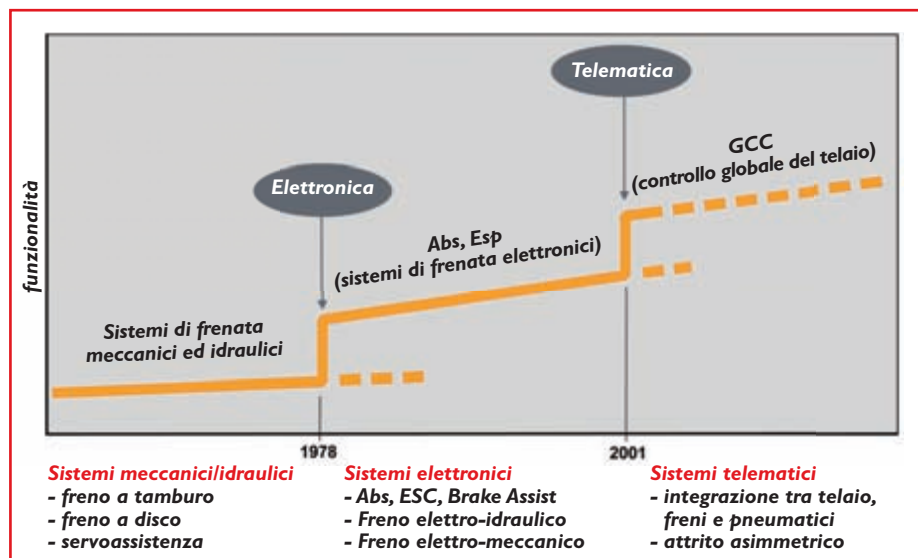 Telematica
GCC
(controllo globale del telaio)
Elettronica
Abs, Esp
(sistemi di frenata elettronici)
funzionalità
Sistemi di frenata
meccanici ed idraulici
1978
2001
Sistemi meccanici/idraulici
- freno a tamburo
- freno a disco
- servoassistenza
Sistemi elettronici
- Abs, ESC, Brake Assist
- Freno elettro-idraulico
- Freno elettro-meccanico
Sistemi telematici
- integrazione tra telaio,
freni e pneumatici
- attrito asimmetrico